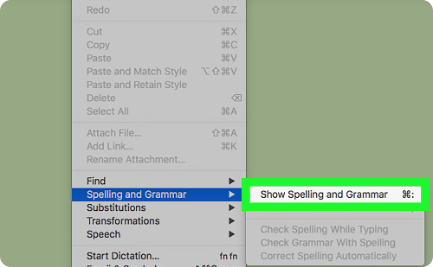 Redo ⇧⌘Z
Cut ⌘X
Copy ⌘C
Paste ⌘V
Paste and Match Style ⌥⇧⌘V
Paste and Retain Style
Delete ⌫
Select All ⌘A
Attach File... ⇧⌘A
Add Link... ⌘K
Rename Attachment...
Find ▶
Spelling and Grammar ▶
Show Spelling and Grammar ⌘:
Substitutions ▶
Transformations ▶
Check Spelling While Typing
Speech ▶
Check Grammar With Spelling
Correct Spelling Automatically
Start Dictation... fn fn